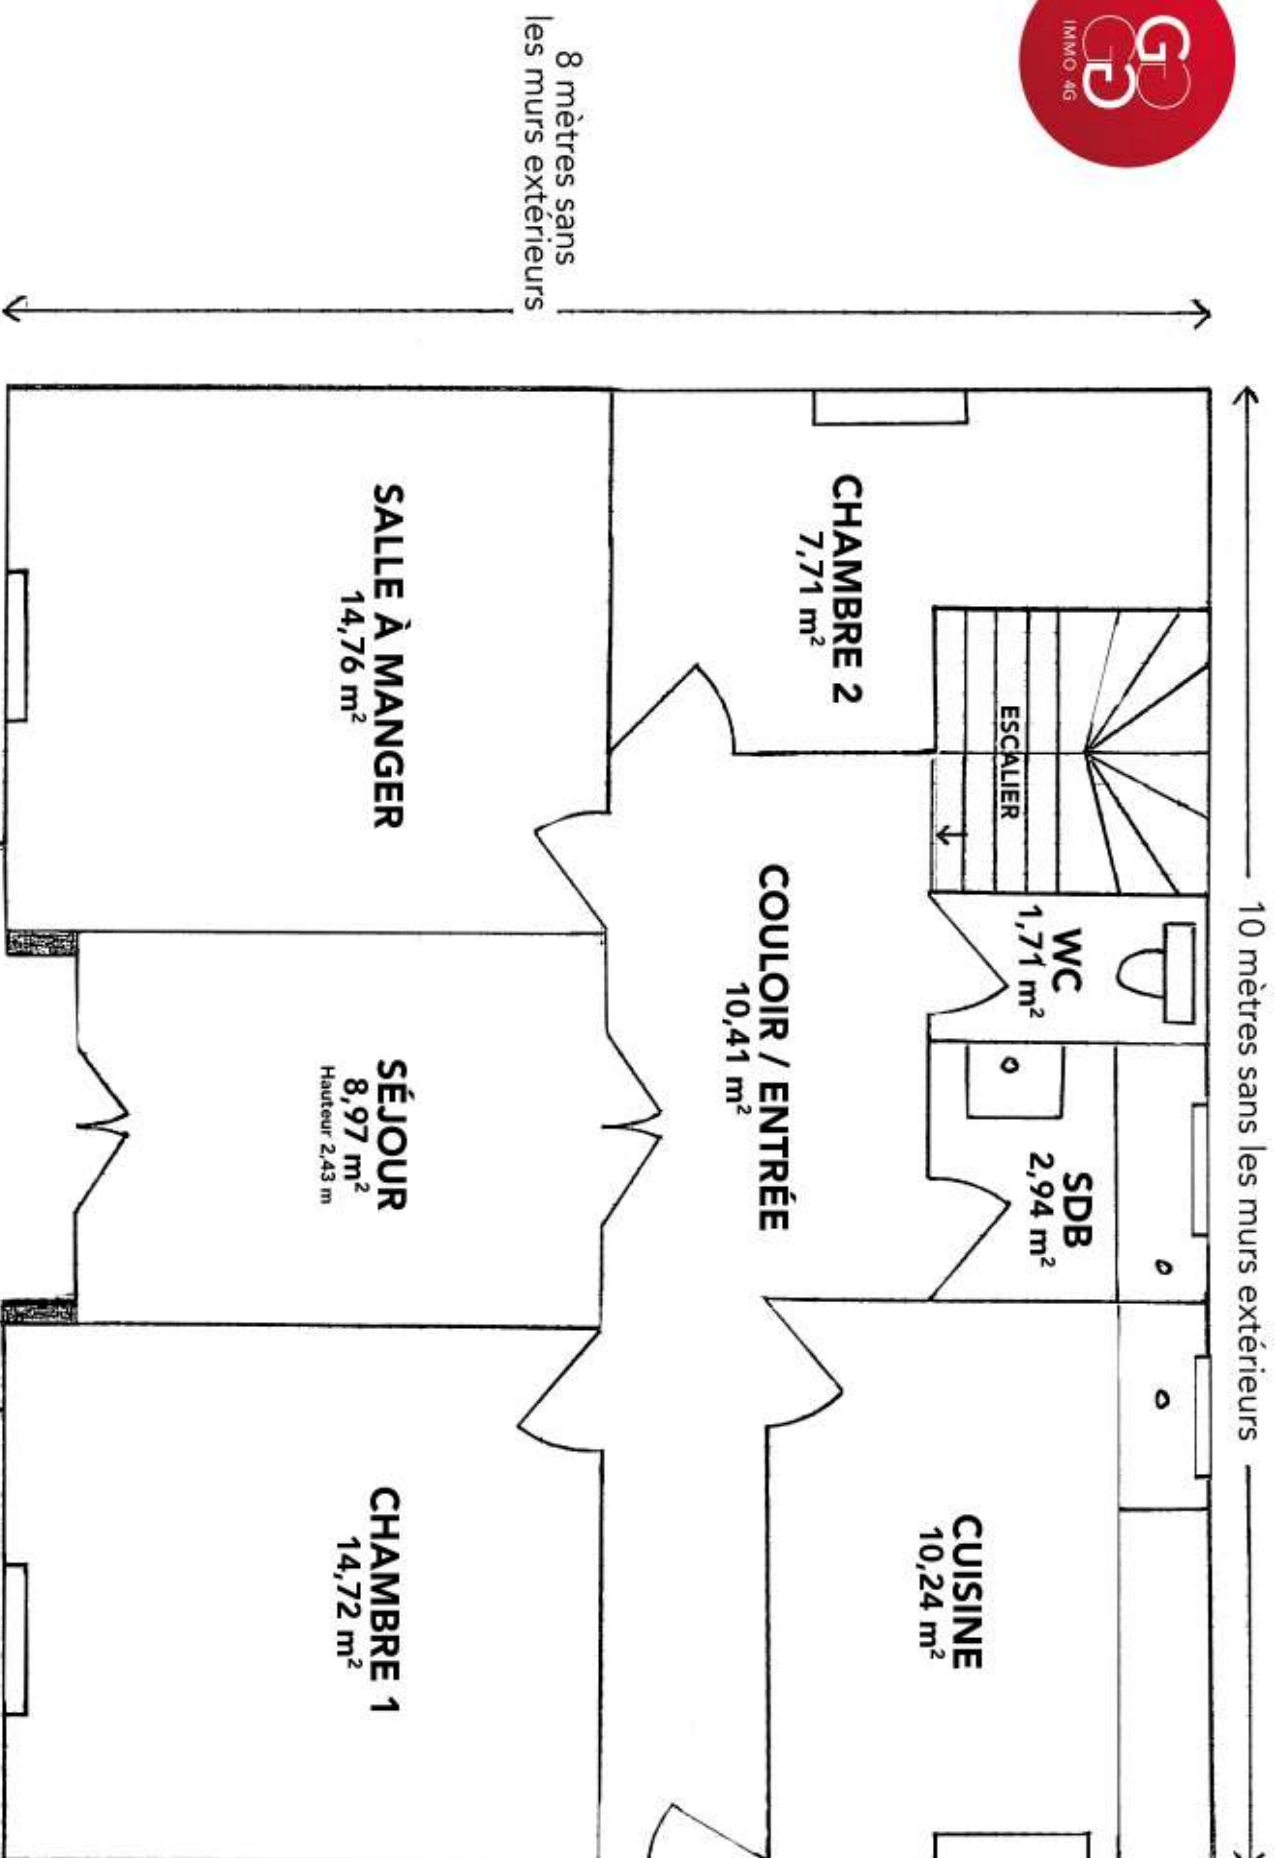 GG
GG
IMMO 4G
10 mètres sans les murs extérieurs
8 mètres sans
les murs extérieurs
CHAMBRE 2
7,71 m²
ESCALIER
WC
1,71 m²
SDB
2,94 m²
CUISINE
10,24 m²
COULOIR / ENTRÉE
10,41 m²
SALLE À MANGER
14,76 m²
SÉJOUR
8,97 m²
Hauteur 2,43 m
CHAMBRE 1
14,72 m²